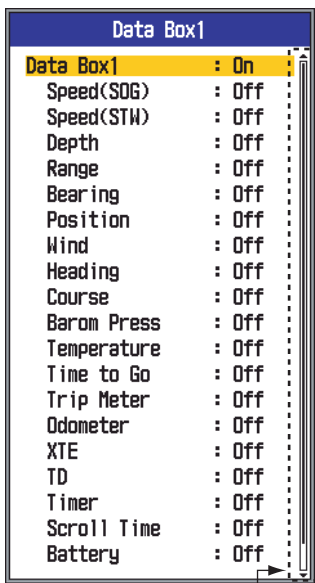 Data Box1
Data Box1 : On
Speed(SOG) : Off
Speed(STW) : Off
Depth : Off
Range : Off
Bearing : Off
Position : Off
Wind : Off
Heading : Off
Course : Off
Barom Press : Off
Temperature : Off
Time to Go : Off
Trip Meter : Off
Odometer : Off
XTE : Off
TD : Off
Timer : Off
Scroll Time : Off
Battery : Off